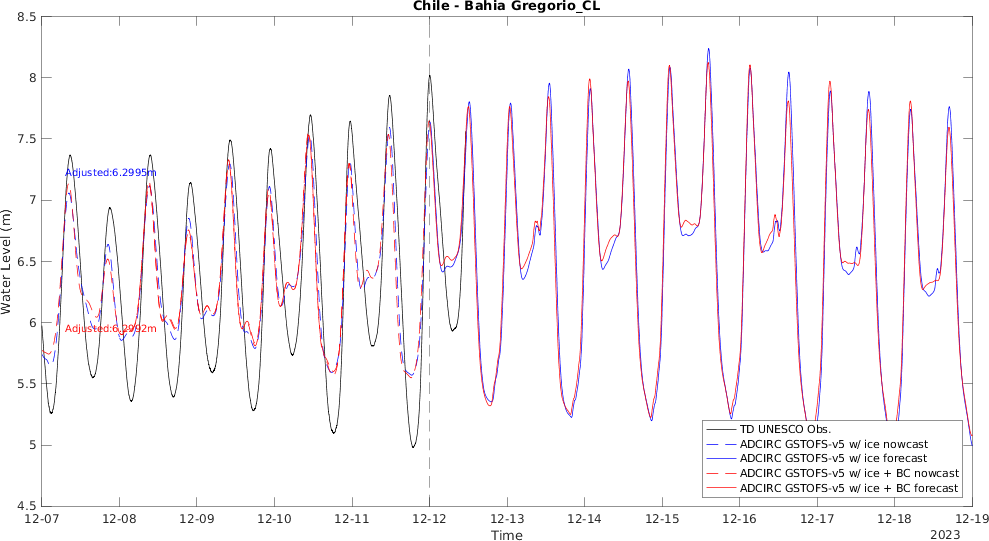 Chile - Bahia Gregorio_CL
8.5
8
7.5
7
6.5
6
5.5
5
4.5
Water Level (m)
Adjusted:6.2995m
Adjusted:6.2992m
TD UNESCO Obs.
ADCIRC GSTOFS-v5 w/ ice nowcast
ADCIRC GSTOFS-v5 w/ ice forecast
ADCIRC GSTOFS-v5 w/ ice + BC nowcast
ADCIRC GSTOFS-v5 w/ ice + BC forecast
12-07 12-08 12-09 12-10 12-11 12-12 12-13 12-14 12-15 12-16 12-17 12-18 12-19
Time
2023